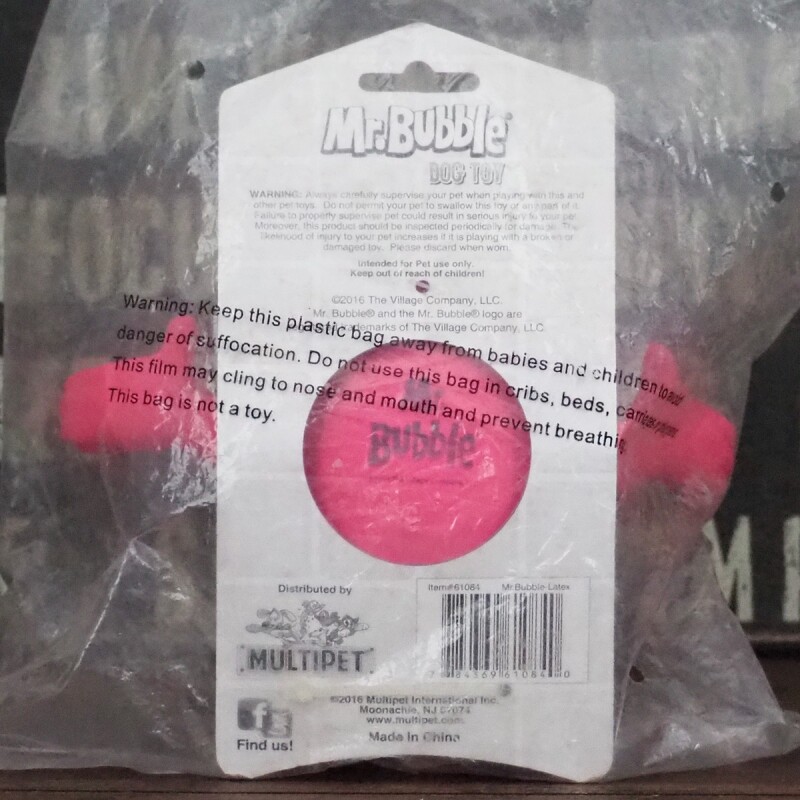 Mr. Bubble®
DOG TOY
WARNING: Always carefully supervise your pet when playing with this and
other pet toys. Do not permit your pet to swallow this toy or any part of it.
Failure to properly supervise pet could result in serious injury to your pet.
Moreover, this product should be inspected periodically for damage. The
likelihood of injury to your pet increases if it is playing with a broken or
damaged toy. Please discard when worn.
Intended for Pet use only.
Keep out of reach of children!
©2016 The Village Company, LLC.
Mr. Bubble® and the Mr. Bubble® logo are
trademarks of The Village Company, LLC.
Warning: Keep this plastic bag away from babies and children to avoid
danger of suffocation. Do not use this bag in cribs, beds, carriages
This film may cling to nose and mouth and prevent breathing
This bag is not a toy.
Mr.
Bubble
Distributed by
MULTIPET
Item#61084 Mr.Bubble-Latex
7 84369 61084 0
©2016 Multipet International Inc.
Moonachie, NJ 07074
www.multipet.com
Made in China
f
Find us!